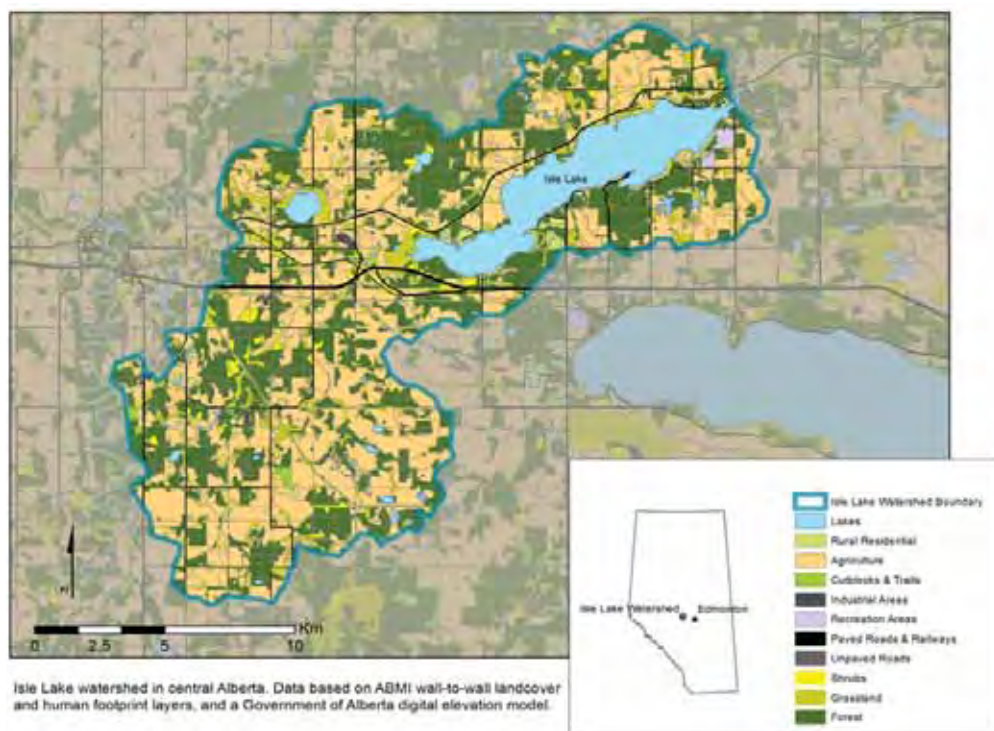 Isle Lake
Km
0 2.5 5 10
Isle Lake watershed in central Alberta. Data based on ABMI wall-to-wall landcover
and human footprint layers, and a Government of Alberta digital elevation model.
Isle Lake Watershed
Edmonton
Isle Lake Watershed Boundary
Lakes
Rural Residential
Agriculture
Cutblocks & Trails
Industrial Areas
Recreation Areas
Paved Roads & Railways
Unpaved Roads
Shrubs
Grassland
Forest